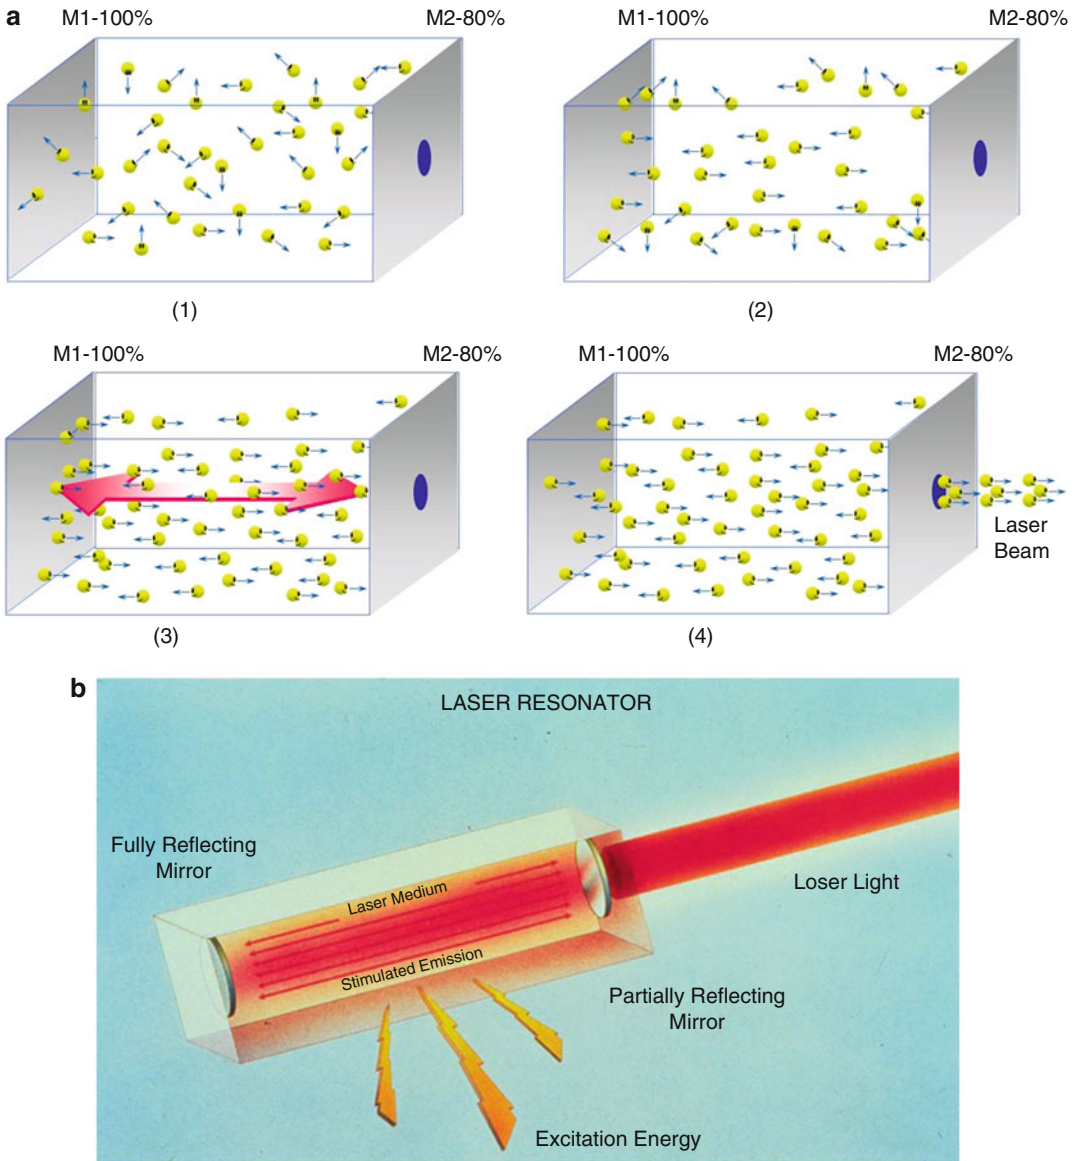 a
M1-100%
M2-80%
M1-100%
M2-80%
(1)
(2)
M1-100%
M2-80%
M1-100%
M2-80%
Laser
Beam
(3)
(4)
b
LASER RESONATOR
Fully Reflecting
Mirror
Laser Medium
Loser Light
Stimulated Emission
Partially Reflecting
Mirror
Excitation Energy